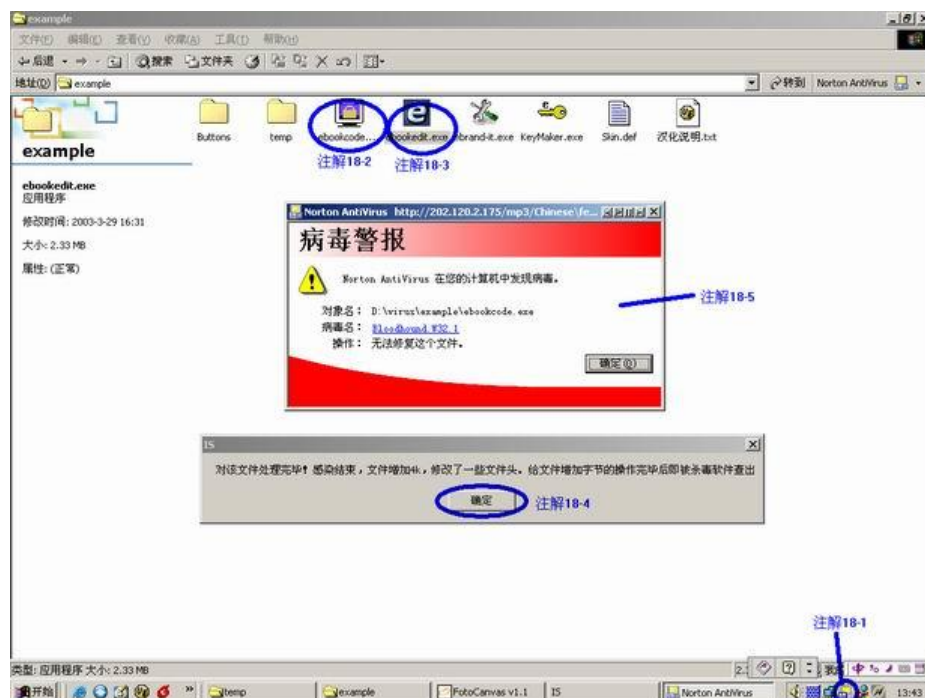 example
文件(F) 编辑(E) 查看(V) 收藏(A) 工具(T) 帮助(H)
后退 搜索 文件夹
地址(D) example 转到 Norton AntiVirus
Buttons temp ebookcode... ebookedit.exe ebrand-it.exe KeyMaker.exe Skin.def 汉化说明.txt
注解18-2 注解18-3
example
ebookedit.exe
应用程序
修改时间: 2003-3-29 16:31
大小: 2.33 MB
属性: (正常)
Norton AntiVirus http://202.120.2.175/mp3/Chinese\fe...
病毒警报
Norton AntiVirus 在您的计算机中发现病毒。
对象名： D:\virus\example\ebookcode.exe
病毒名： Bloodhound.W32.1
操作： 无法修复这个文件。
确定(O)
注解18-5
IS
对该文件处理完毕! 感染结束，文件增加4k，修改了一些文件头。给文件增加字节的操作完毕后即被杀毒软件查出
确定
注解18-4
注解18-1
类型: 应用程序 大小: 2.33 MB
开始 temp example FotoCanvas v1.1 IS Norton AntiVirus 13:43